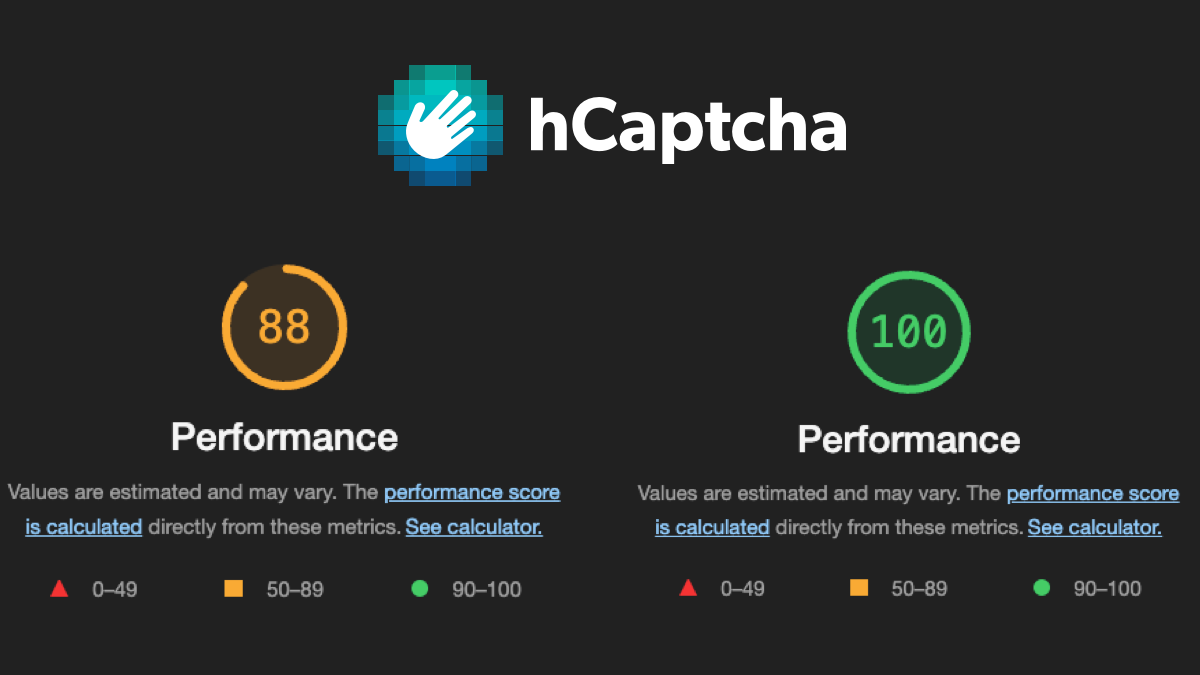 hCaptcha
88
Performance
Values are estimated and may vary. The performance score
is calculated directly from these metrics. See calculator.
0–49
50–89
90–100
100
Performance
Values are estimated and may vary. The performance score
is calculated directly from these metrics. See calculator.
0–49
50–89
90–100